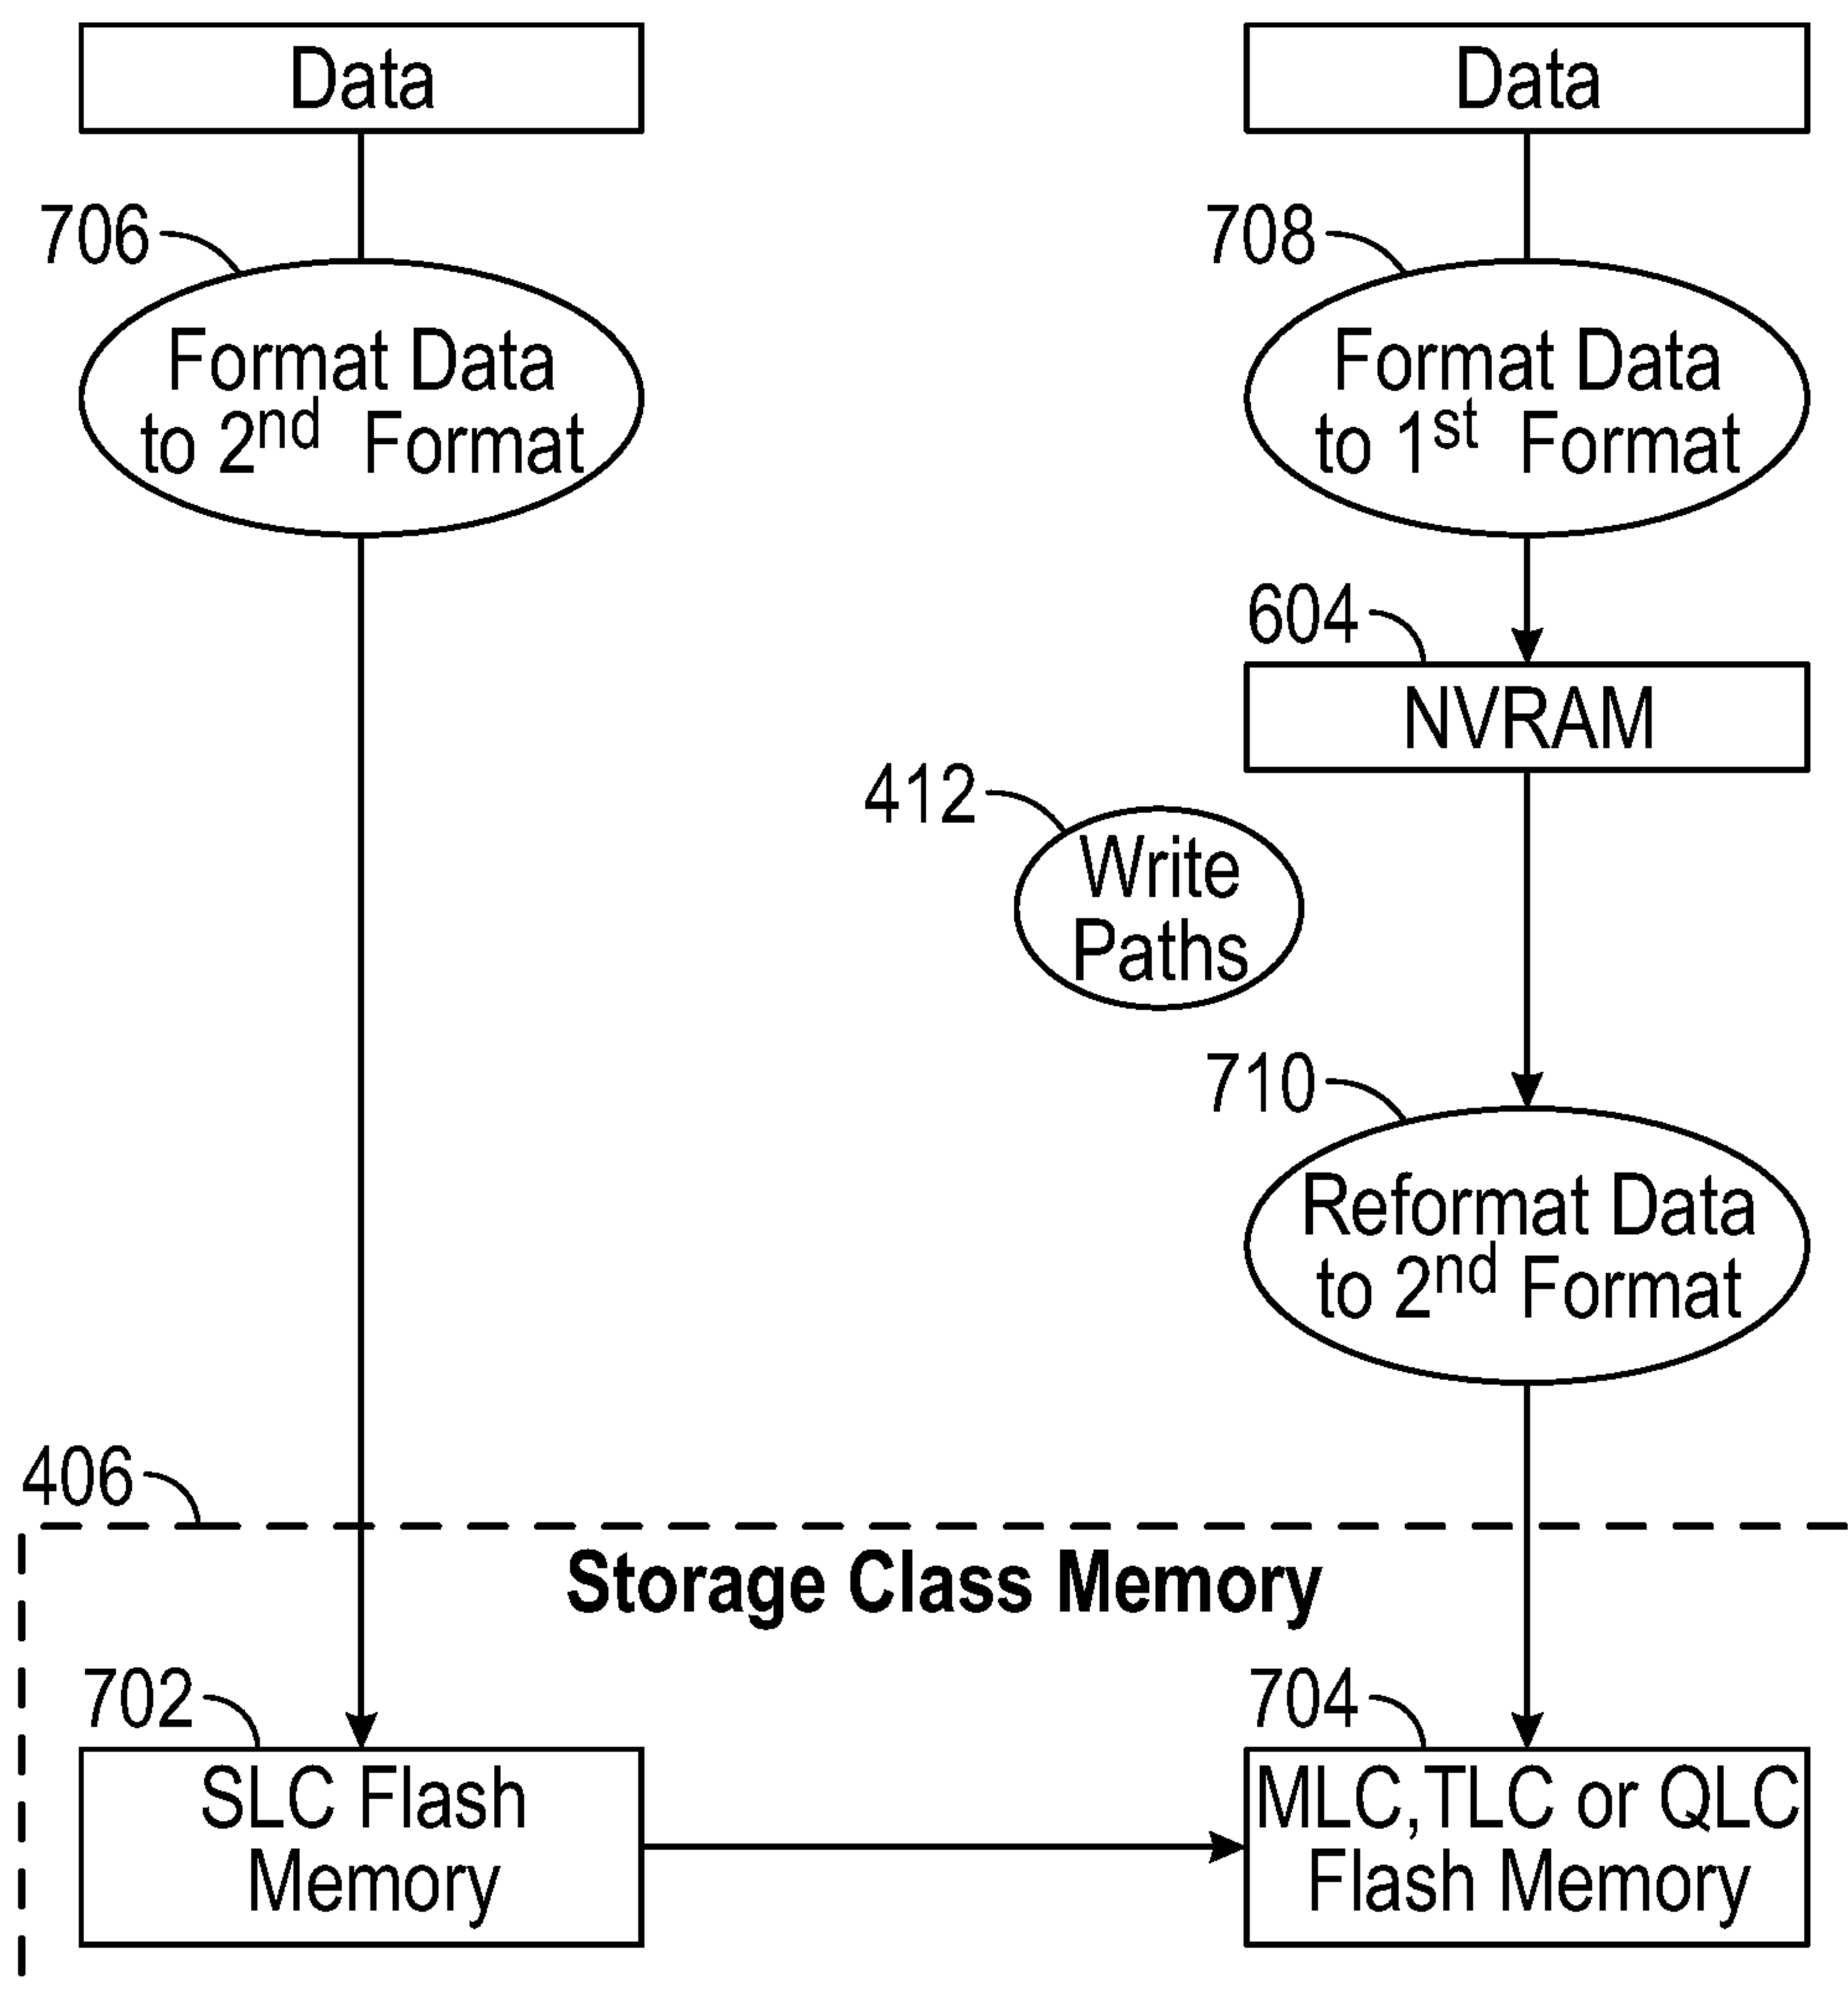 Data
Data
706
708
Format Data
to 2nd Format
Format Data
to 1st Format
604
NVRAM
412
Write
Paths
710
Reformat Data
to 2nd Format
406
Storage Class Memory
702
704
SLC Flash
Memory
MLC, TLC or QLC
Flash Memory